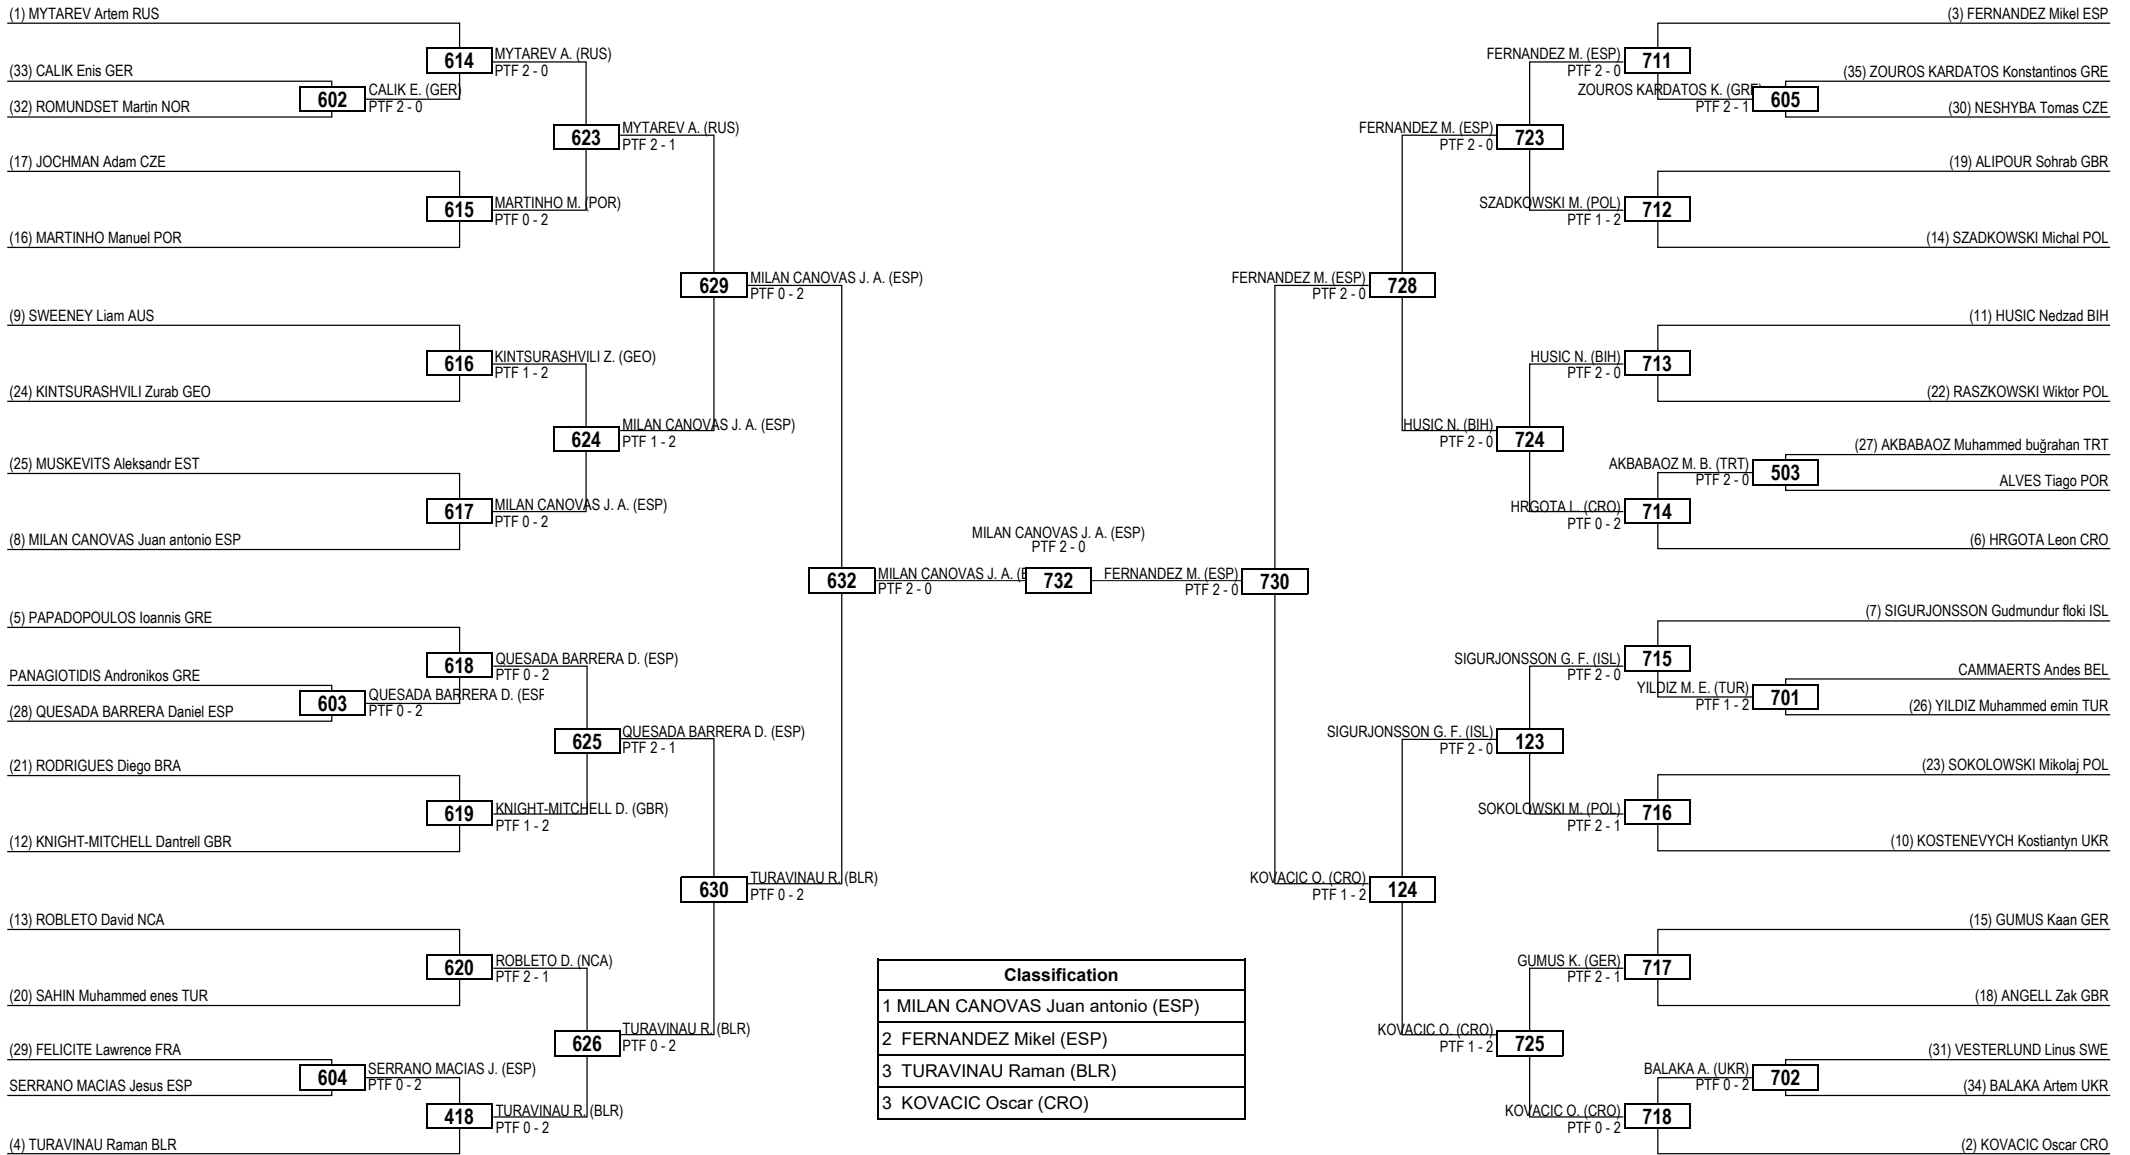 (1) MYTAREV Artem RUS
614
MYTAREV A. (RUS)
PTF 2 - 0
(33) CALIK Enis GER
602
CALIK E. (GER)
PTF 2 - 0
(32) ROMUNDSET Martin NOR
623
MYTAREV A. (RUS)
PTF 2 - 1
(17) JOCHMAN Adam CZE
615
MARTINHO M. (POR)
PTF 0 - 2
(16) MARTINHO Manuel POR
629
MILAN CANOVAS J. A. (ESP)
PTF 0 - 2
(9) SWEENEY Liam AUS
616
KINTSURASHVILI Z. (GEO)
PTF 1 - 2
(24) KINTSURASHVILI Zurab GEO
624
MILAN CANOVAS J. A. (ESP)
PTF 1 - 2
(25) MUSKEVITS Aleksandr EST
617
MILAN CANOVAS J. A. (ESP)
PTF 0 - 2
(8) MILAN CANOVAS Juan antonio ESP
632
MILAN CANOVAS J. A. (E
PTF 2 - 0
(5) PAPADOPOULOS Ioannis GRE
618
QUESADA BARRERA D. (ESP)
PTF 0 - 2
PANAGIOTIDIS Andronikos GRE
603
QUESADA BARRERA D. (ESP
PTF 0 - 2
(28) QUESADA BARRERA Daniel ESP
625
QUESADA BARRERA D. (ESP)
PTF 2 - 1
(21) RODRIGUES Diego BRA
619
KNIGHT-MITCHELL D. (GBR)
PTF 1 - 2
(12) KNIGHT-MITCHELL Dantrell GBR
630
TURAVINAU R. (BLR)
PTF 0 - 2
(13) ROBLETO David NCA
620
ROBLETO D. (NCA)
PTF 2 - 1
(20) SAHIN Muhammed enes TUR
626
TURAVINAU R. (BLR)
PTF 0 - 2
(29) FELICITE Lawrence FRA
604
SERRANO MACIAS J. (ESP)
PTF 0 - 2
SERRANO MACIAS Jesus ESP
418
TURAVINAU R. (BLR)
PTF 0 - 2
(4) TURAVINAU Raman BLR
MILAN CANOVAS J. A. (ESP)
PTF 2 - 0
732
(3) FERNANDEZ Mikel ESP
FERNANDEZ M. (ESP)
PTF 2 - 0
711
(35) ZOUROS KARDATOS Konstantinos GRE
ZOUROS KARDATOS K. (GRE
PTF 2 - 1
605
(30) NESHYBA Tomas CZE
FERNANDEZ M. (ESP)
PTF 2 - 0
723
(19) ALIPOUR Sohrab GBR
SZADKOWSKI M. (POL)
PTF 1 - 2
712
(14) SZADKOWSKI Michal POL
FERNANDEZ M. (ESP)
PTF 2 - 0
728
(11) HUSIC Nedzad BIH
HUSIC N. (BIH)
PTF 2 - 0
713
(22) RASZKOWSKI Wiktor POL
HUSIC N. (BIH)
PTF 2 - 0
724
(27) AKBABAOZ Muhammed buğrahan TRT
AKBABAOZ M. B. (TRT)
PTF 2 - 0
503
ALVES Tiago POR
HRGOTA L. (CRO)
PTF 0 - 2
714
(6) HRGOTA Leon CRO
FERNANDEZ M. (ESP)
PTF 2 - 0
730
(7) SIGURJONSSON Gudmundur floki ISL
SIGURJONSSON G. F. (ISL)
PTF 2 - 0
715
CAMMAERTS Andes BEL
YILDIZ M. E. (TUR)
PTF 1 - 2
701
(26) YILDIZ Muhammed emin TUR
SIGURJONSSON G. F. (ISL)
PTF 2 - 0
123
(23) SOKOLOWSKI Mikolaj POL
SOKOLOWSKI M. (POL)
PTF 2 - 1
716
(10) KOSTENEVYCH Kostiantyn UKR
KOVACIC O. (CRO)
PTF 1 - 2
124
(15) GUMUS Kaan GER
GUMUS K. (GER)
PTF 2 - 1
717
(18) ANGELL Zak GBR
KOVACIC O. (CRO)
PTF 1 - 2
725
(31) VESTERLUND Linus SWE
BALAKA A. (UKR)
PTF 0 - 2
702
(34) BALAKA Artem UKR
KOVACIC O. (CRO)
PTF 0 - 2
718
(2) KOVACIC Oscar CRO
Classification
1 MILAN CANOVAS Juan antonio (ESP)
2 FERNANDEZ Mikel (ESP)
3 TURAVINAU Raman (BLR)
3 KOVACIC Oscar (CRO)